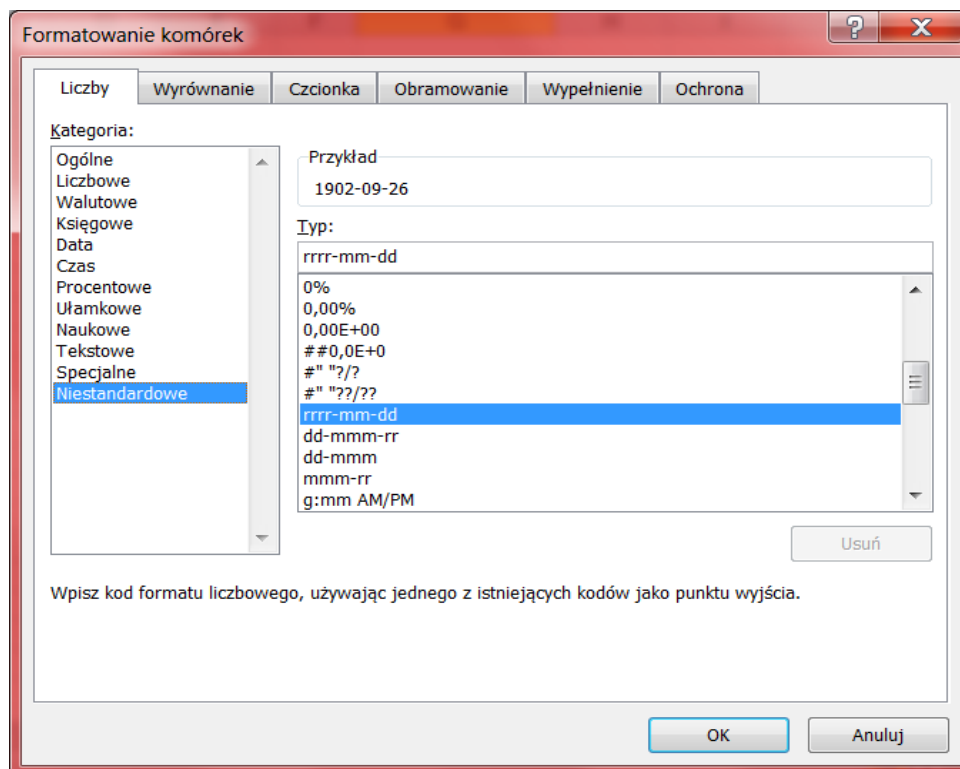 Formatowanie komórek
Liczby Wyrównanie Czcionka Obramowanie Wypełnienie Ochrona
Kategoria:
Ogólne
Liczbowe
Walutowe
Księgowe
Data
Czas
Procentowe
Ułamkowe
Naukowe
Tekstowe
Specjalne
Niestandardowe
Przykład
1902-09-26
Typ:
rrrr-mm-dd
0%
0,00%
0,00E+00
##0,0E+0
#" "?/?
#" "??/??
rrrr-mm-dd
dd-mmm-rr
dd-mmm
mmm-rr
g:mm AM/PM
Usuń
Wpisz kod formatu liczbowego, używając jednego z istniejących kodów jako punktu wyjścia.
OK Anuluj